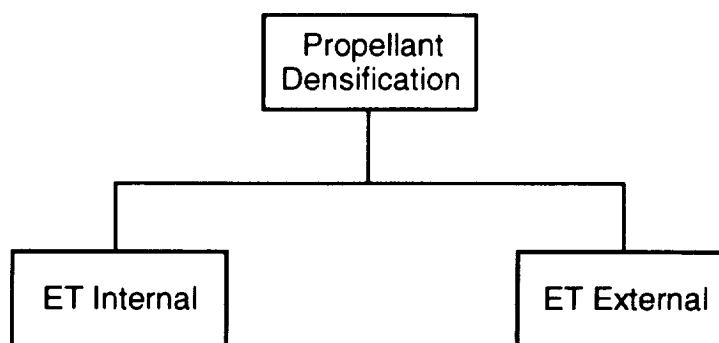 Propellant
Densification
ET Internal
ET External